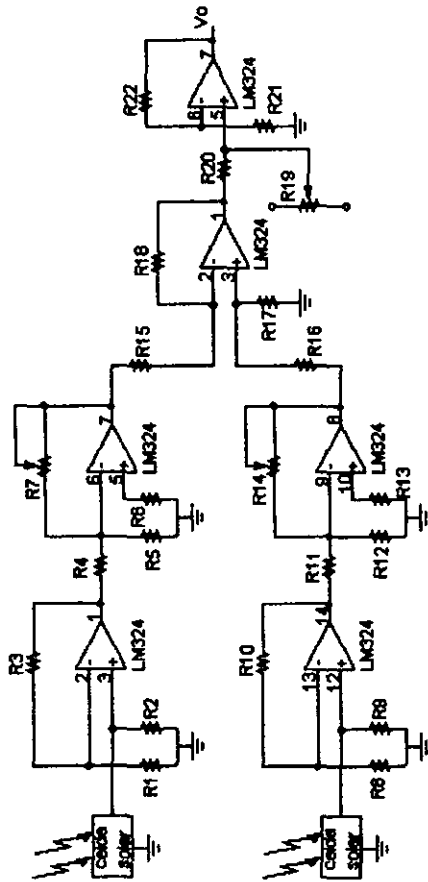 R3
2
3
1
LM324
R1
R2
celda
solar
R4
R7
6
5
7
LM324
R5
R6
R15
R10
13
12
14
LM324
R8
R9
celda
solar
R11
R14
9
10
8
LM324
R12
R13
R16
R18
2
3
1
LM324
R17
R20
R19
R22
6
5
7
LM324
R21
Vo